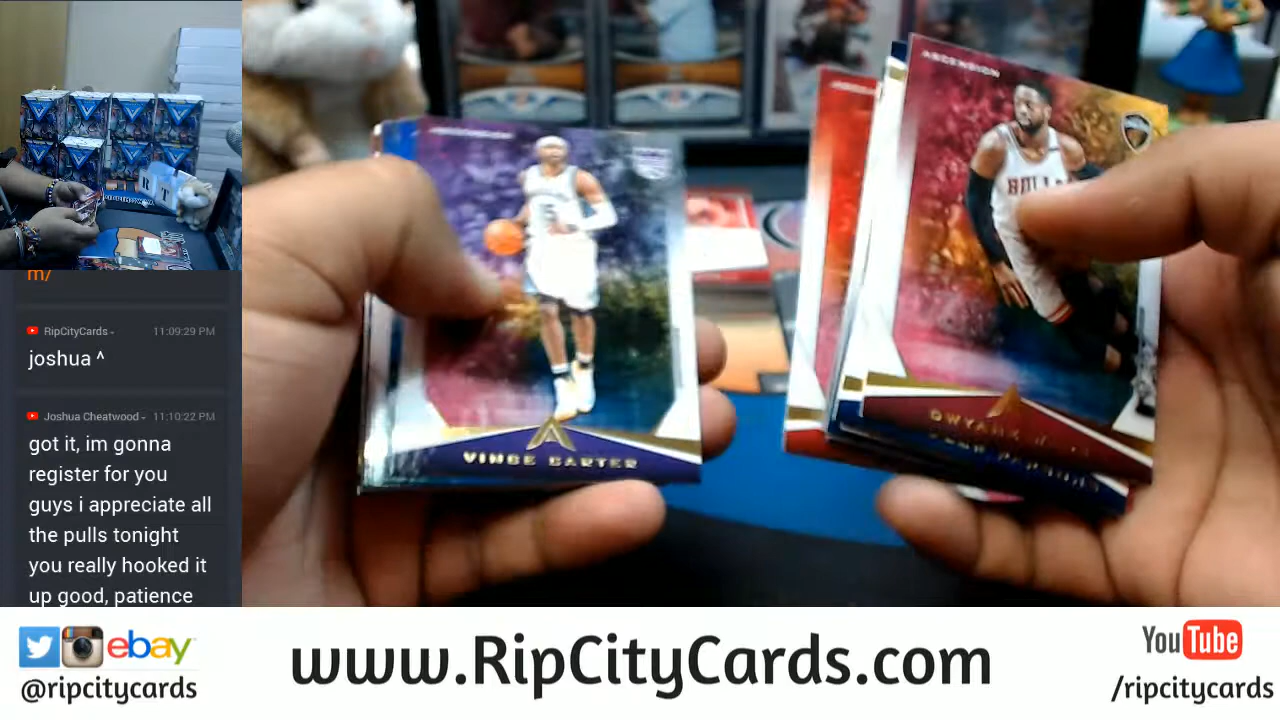 m/
RipCityCards -
11:09:29 PM
joshua ^
Joshua Cheatwood -
11:10:22 PM
got it, im gonna
register for you
guys i appreciate all
the pulls tonight
you really hooked it
up good, patience
ASCENSION
BULLS
VINCE CARTER
ebay
@ripcitycards
www.RipCityCards.com
YouTube
/ripcitycards